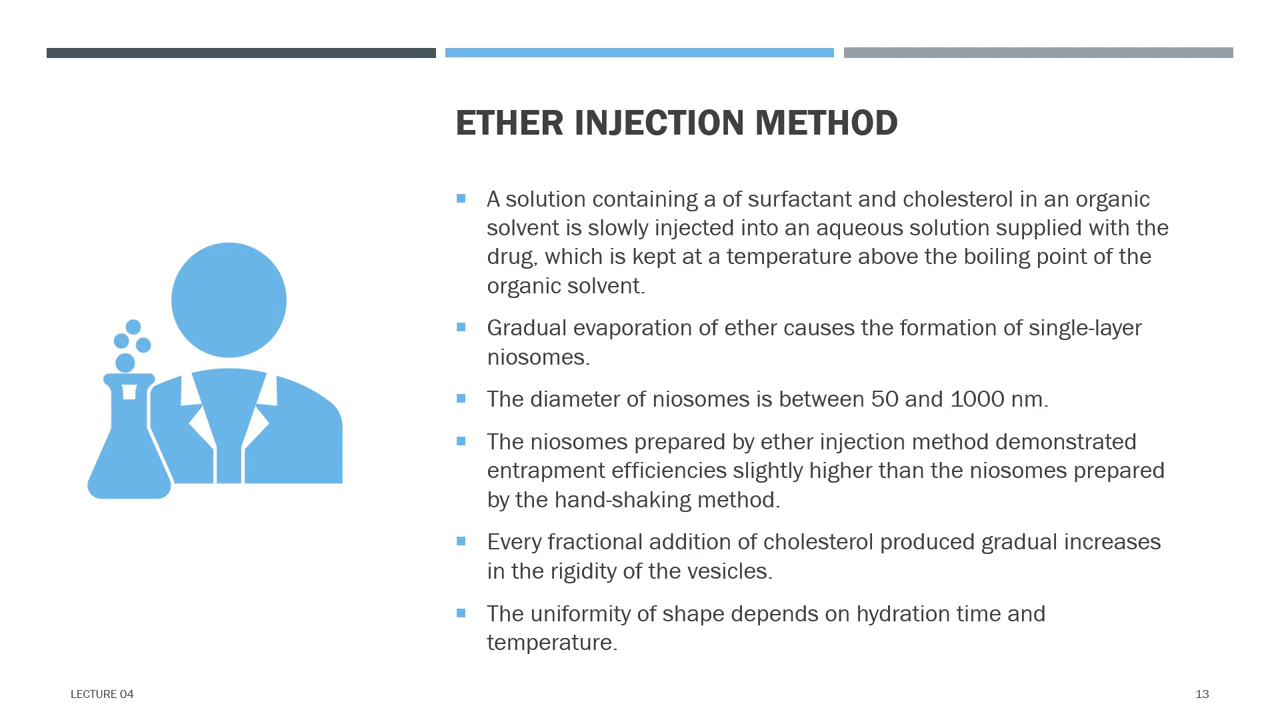 ETHER INJECTION METHOD
A solution containing a of surfactant and cholesterol in an organic
solvent is slowly injected into an aqueous solution supplied with the
drug, which is kept at a temperature above the boiling point of the
organic solvent.
Gradual evaporation of ether causes the formation of single-layer
niosomes.
The diameter of niosomes is between 50 and 1000 nm.
The niosomes prepared by ether injection method demonstrated
entrapment efficiencies slightly higher than the niosomes prepared
by the hand-shaking method.
Every fractional addition of cholesterol produced gradual increases
in the rigidity of the vesicles.
The uniformity of shape depends on hydration time and
temperature.
LECTURE 04
13